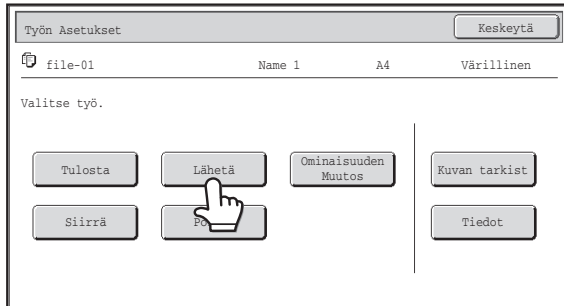 Työn Asetukset
Keskeytä
file-01 Name 1 A4 Värillinen
Valitse työ.
Tulosta Lähetä Ominaisuuden Muutos Kuvan tarkist
Siirrä Tiedot